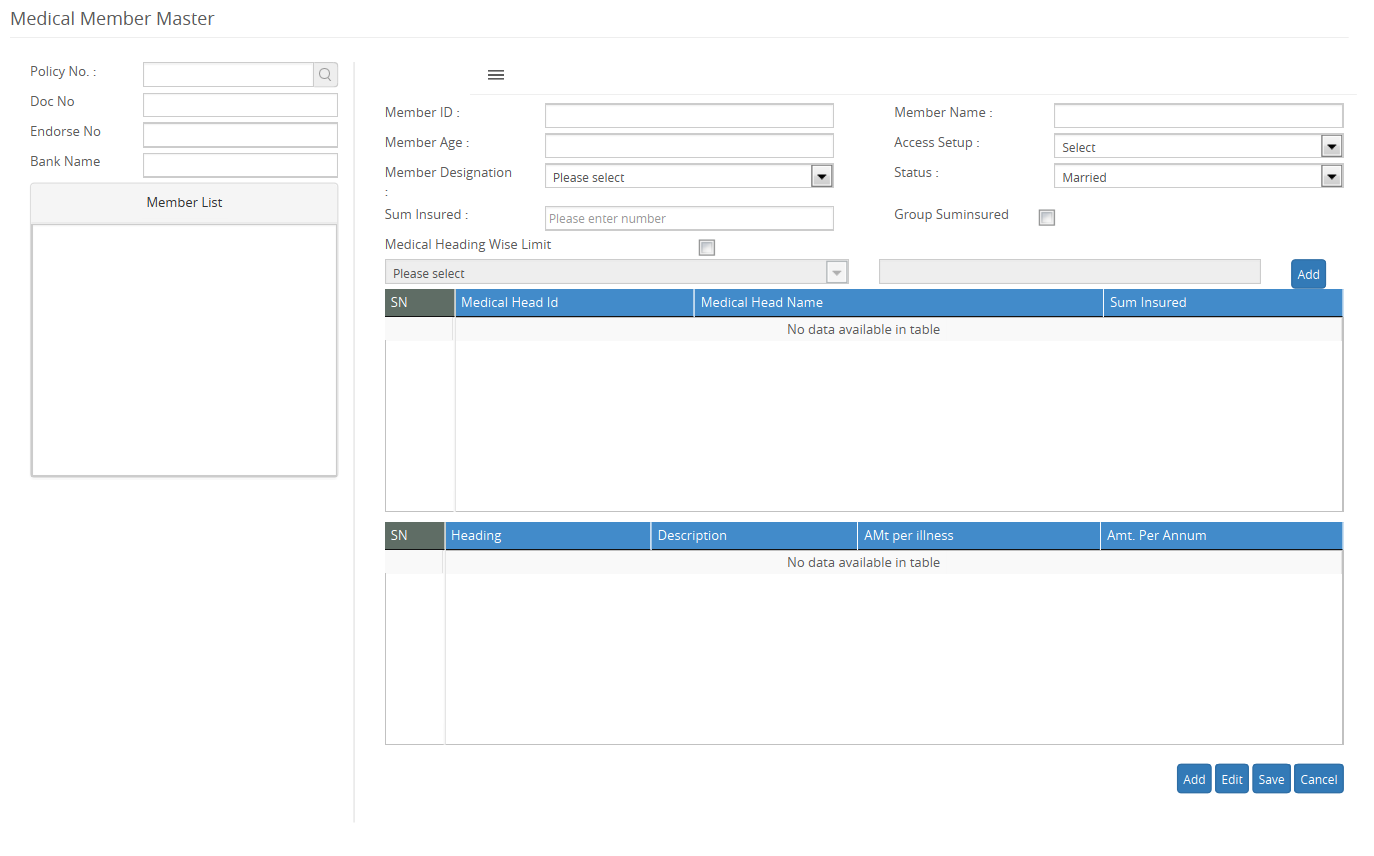 Medical Member Master
Policy No. :
Doc No
Endorse No
Bank Name
Member List
Member ID :
Member Name :
Member Age :
Access Setup :
Select
Member Designation
:
Please select
Status :
Married
Sum Insured :
Please enter number
Group Suminsured
Medical Heading Wise Limit
Please select
Add
SN Medical Head Id Medical Head Name Sum Insured
No data available in table
SN Heading Description AMt per illness Amt. Per Annum
No data available in table
Add Edit Save Cancel